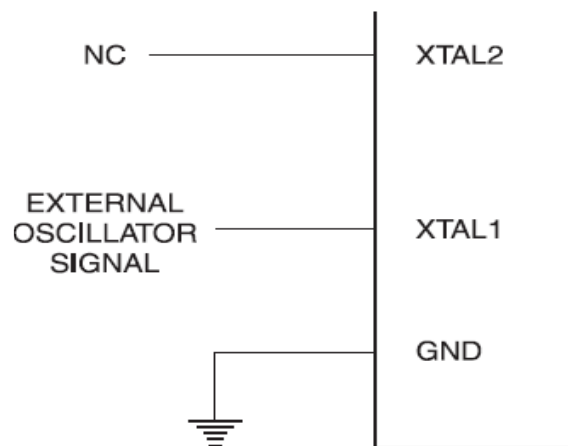 NC
XTAL2
EXTERNAL
OSCILLATOR
SIGNAL
XTAL1
GND